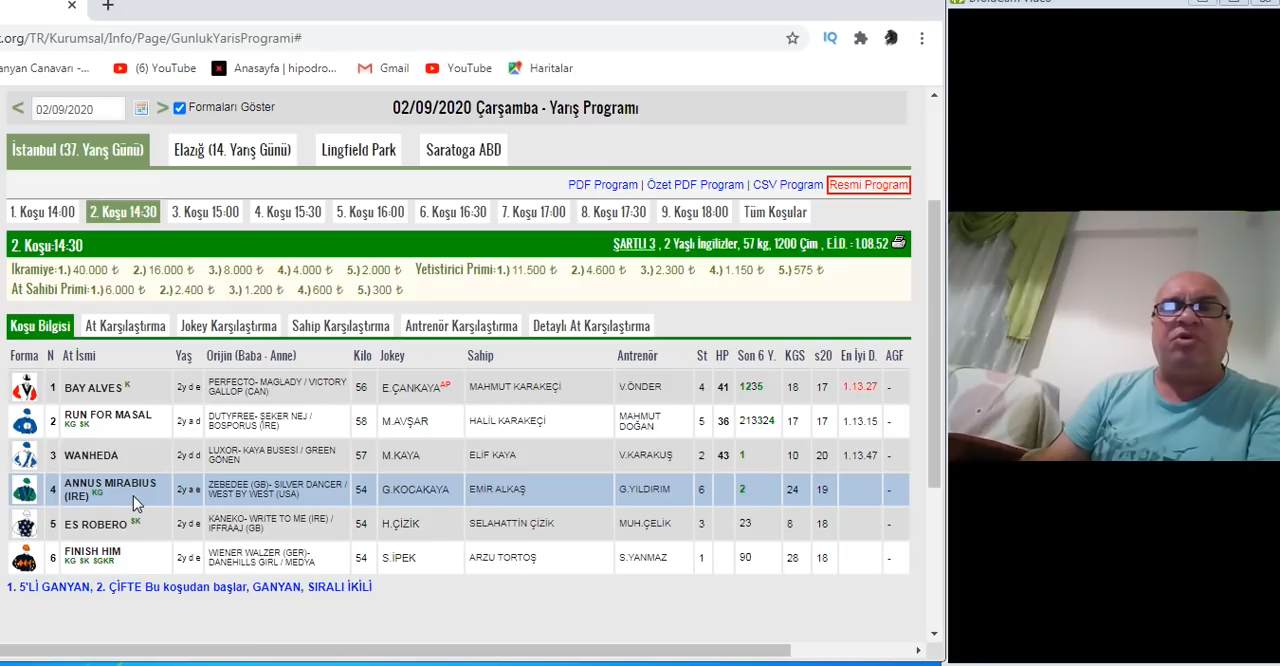 .org/TR/Kurumsal/Info/Page/GunlukYarisProgrami#
IQ
anyan Canavarı -... (6) YouTube Anasayfa | hipodro... Gmail YouTube Haritalar
02/09/2020 Formaları Göster 02/09/2020 Çarşamba - Yarış Programı
İstanbul (37. Yarış Günü) Elazığ (14. Yarış Günü) Lingfield Park Saratoga ABD
PDF Program | Özet PDF Program | CSV Program Resmi Program
1. Koşu 14:00 2. Koşu 14:30 3. Koşu 15:00 4. Koşu 15:30 5. Koşu 16:00 6. Koşu 16:30 7. Koşu 17:00 8. Koşu 17:30 9. Koşu 18:00 Tüm Koşular
2. Koşu:14:30 ŞARTLI 3 , 2 Yaşlı İngilizler, 57 kg, 1200 Çim , E.İ.D. : 1.08.52
İkramiye:1.) 40.000 ₺ 2.) 16.000 ₺ 3.) 8.000 ₺ 4.) 4.000 ₺ 5.) 2.000 ₺ Yetistirici Primi:1.) 11.500 ₺ 2.) 4.600 ₺ 3.) 2.300 ₺ 4.) 1.150 ₺ 5.) 575 ₺
At Sahibi Primi:1.) 6.000 ₺ 2.) 2.400 ₺ 3.) 1.200 ₺ 4.) 600 ₺ 5.) 300 ₺
Koşu Bilgisi At Karşılaştırma Jokey Karşılaştırma Sahip Karşılaştırma Antrenör Karşılaştırma Detaylı At Karşılaştırma
Forma N At İsmi Yaş Orijin (Baba - Anne) Kilo Jokey Sahip Antrenör St HP Son 6 Y. KGS s20 En İyi D. AGF
1 BAY ALVES K 2y d e PERFECTO- MAGLADY / VICTORY GALLOP (CAN) 56 E.ÇANKAYA AP MAHMUT KARAKEÇİ V.ÖNDER 4 41 1235 18 17 1.13.27 -
2 RUN FOR MASAL KG SK 2y a d DUTYFREE- ŞEKER NEJ / BOSPORUS (IRE) 58 M.AVŞAR HALİL KARAKEÇİ MAHMUT DOĞAN 5 36 213324 17 17 1.13.15 -
3 WANHEDA 2y d d LUXOR- KAYA BUSESİ / GREEN GÖNEN 57 M.KAYA ELİF KAYA V.KARAKUŞ 2 43 1 10 20 1.13.47 -
4 ANNUS MIRABIUS (IRE) KG 2y a e ZEBEDEE (GB)- SILVER DANCER / WEST BY WEST (USA) 54 G.KOCAKAYA EMİR ALKAŞ G.YILDIRIM 6 2 24 19 -
5 ES ROBERO SK 2y d e KANEKO- WRITE TO ME (IRE) / IFFRAAJ (GB) 54 H.ÇİZİK SELAHATTİN ÇİZİK MUH.ÇELİK 3 23 8 18 -
6 FINISH HIM KG SK SGKR 2y d e WIENER WALZER (GER)- DANEHILLS GIRL / MEDYA 54 S.İPEK ARZU TORTOŞ S.YANMAZ 1 90 28 18 -
1. 5'Lİ GANYAN, 2. ÇİFTE Bu koşudan başlar, GANYAN, SIRALI İKİLİ